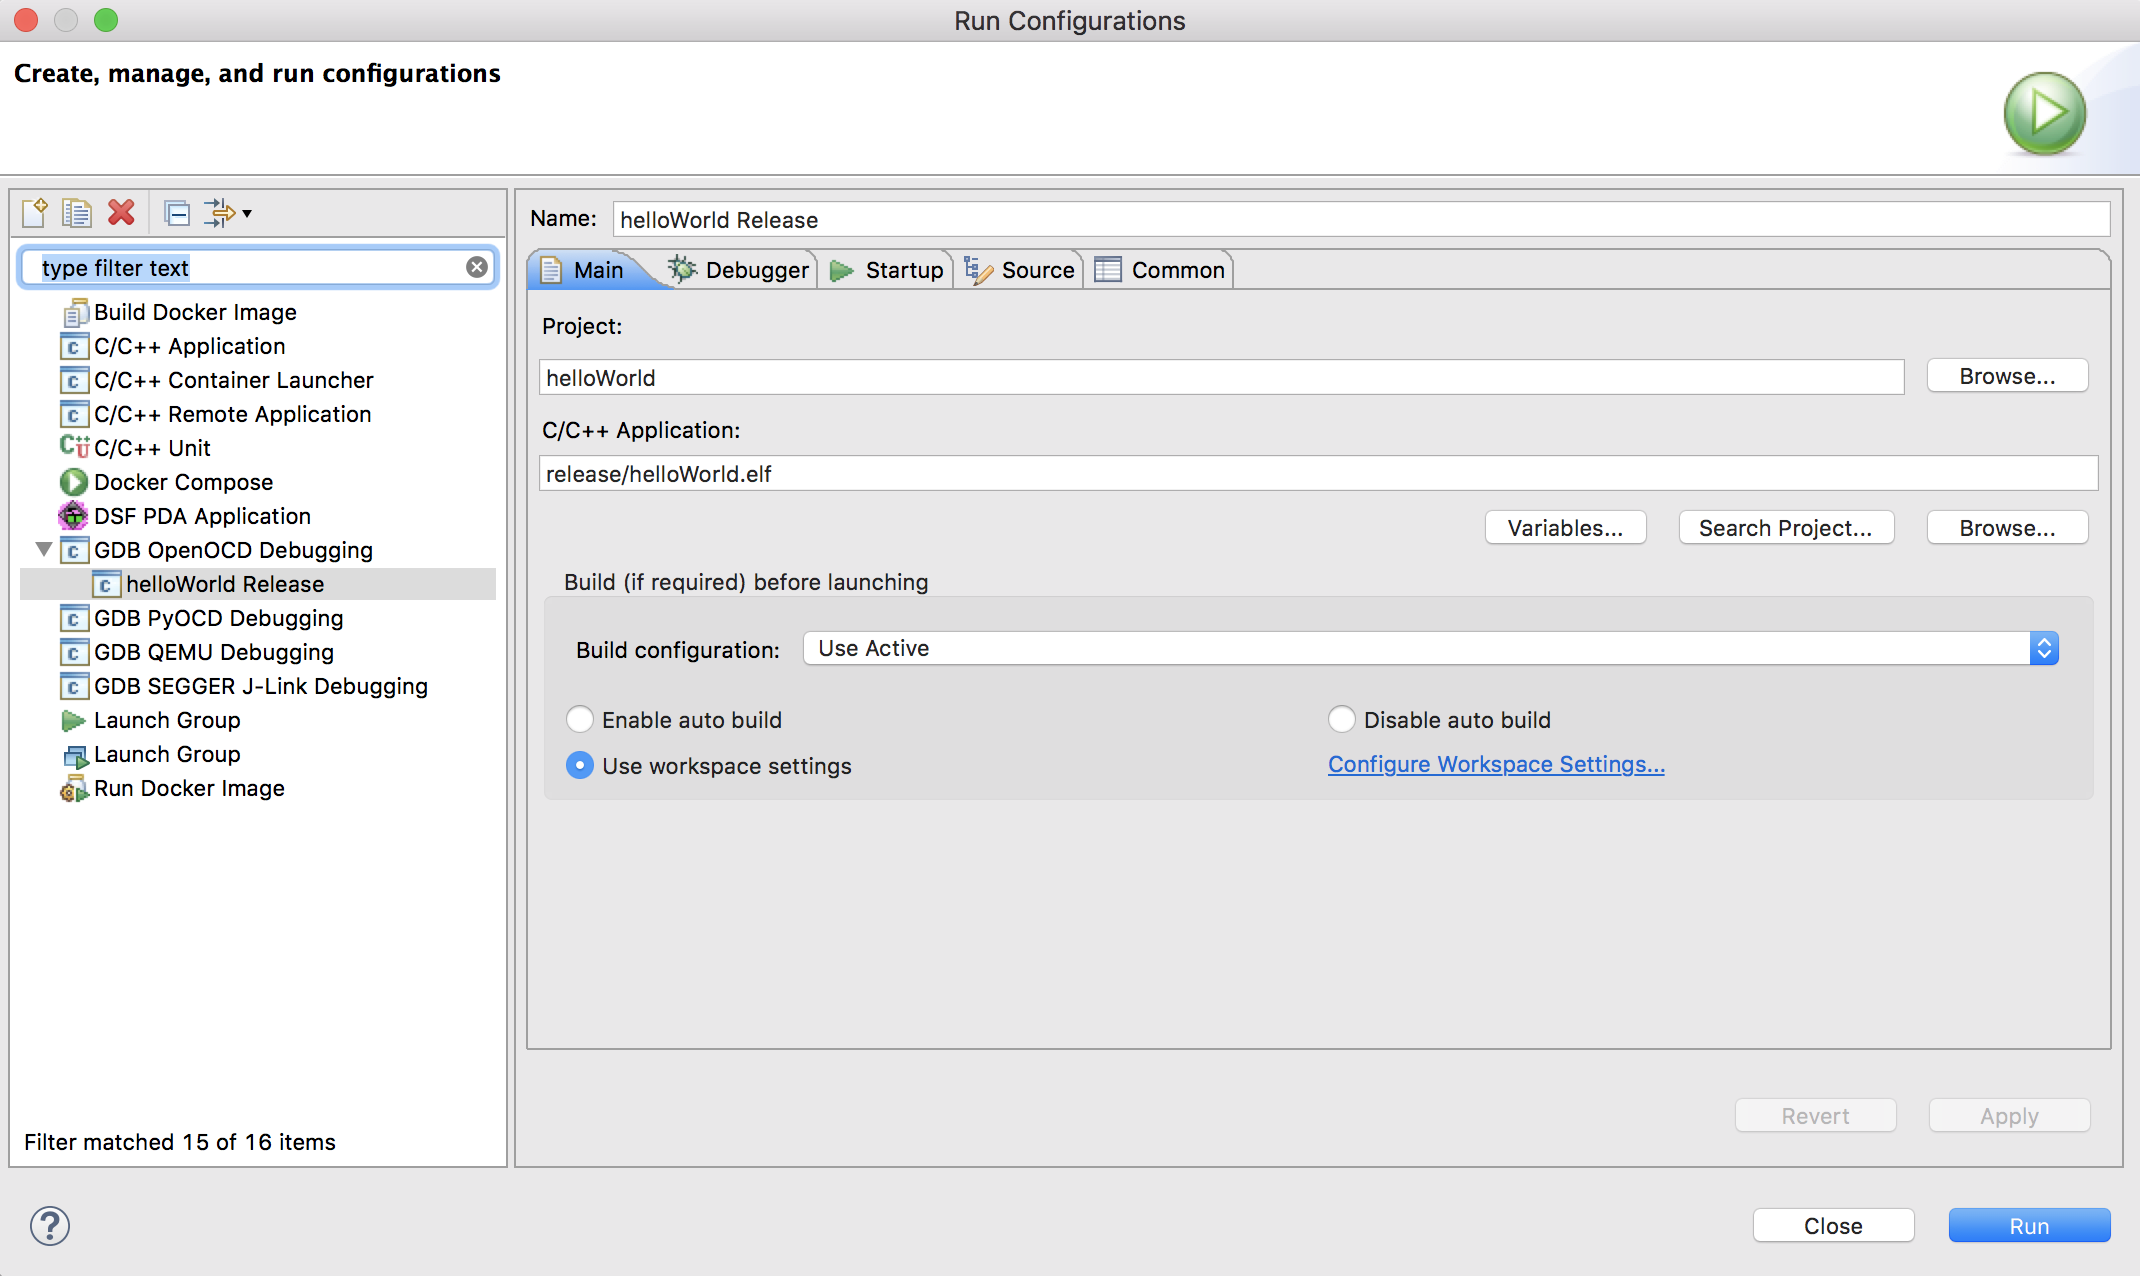 Run Configurations
Create, manage, and run configurations
type filter text
Build Docker Image
C/C++ Application
C/C++ Container Launcher
C/C++ Remote Application
C/C++ Unit
Docker Compose
DSF PDA Application
GDB OpenOCD Debugging
helloWorld Release
GDB PyOCD Debugging
GDB QEMU Debugging
GDB SEGGER J-Link Debugging
Launch Group
Launch Group
Run Docker Image
Filter matched 15 of 16 items
Name: helloWorld Release
Main Debugger Startup Source Common
Project:
helloWorld Browse...
C/C++ Application:
release/helloWorld.elf
Variables... Search Project... Browse...
Build (if required) before launching
Build configuration: Use Active
Enable auto build Disable auto build
Use workspace settings Configure Workspace Settings...
Revert Apply
Close Run